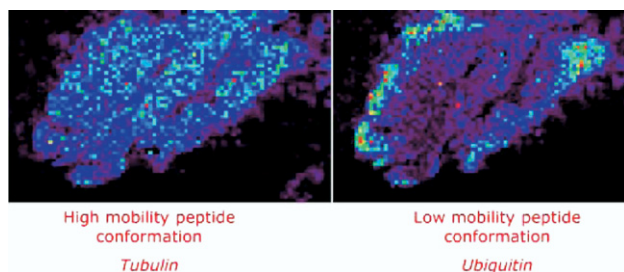 High mobility peptide
conformation
Tubulin
Low mobility peptide
conformation
Ubiquitin